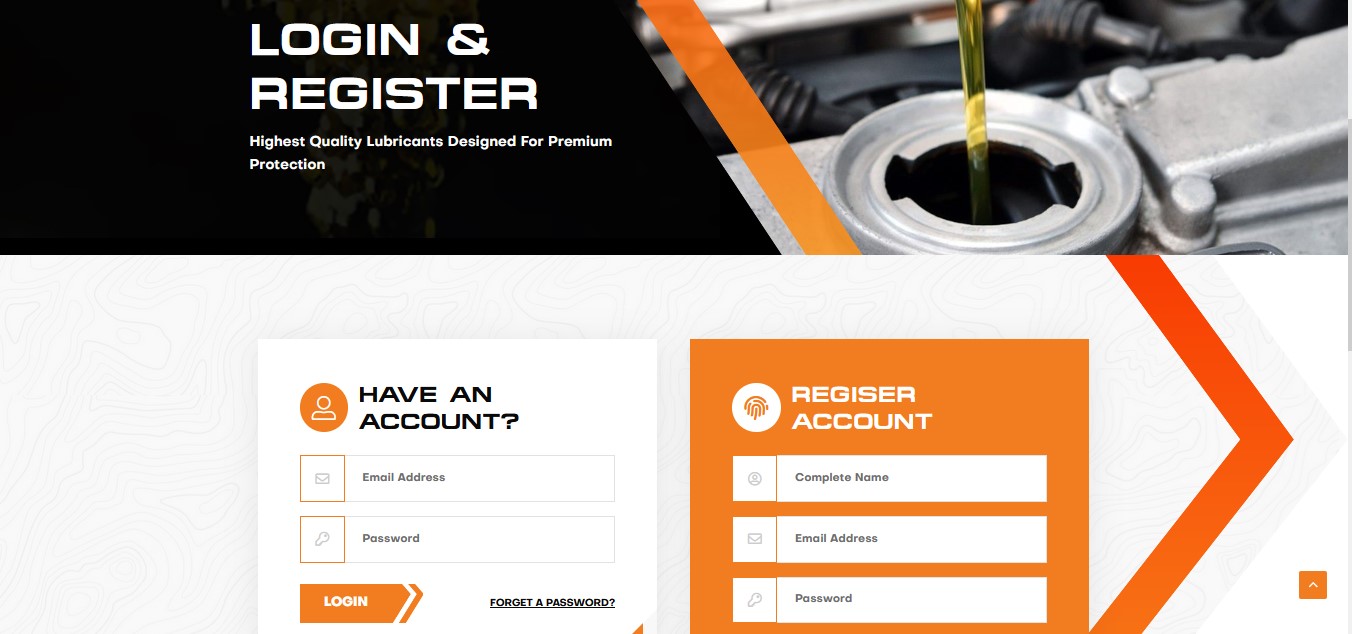 LOGIN &
REGISTER
Highest Quality Lubricants Designed For Premium
Protection
HAVE AN
ACCOUNT?
Email Address
Password
LOGIN
FORGET A PASSWORD?
REGISER
ACCOUNT
Complete Name
Email Address
Password